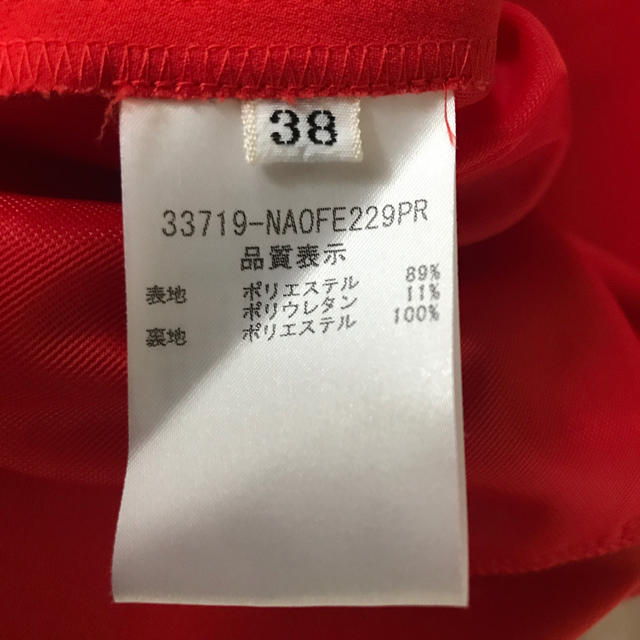 38
33719-NA0FE229PR
品質表示
表地 ポリエステル 89%
ポリウレタン 11%
裏地 ポリエステル 100%